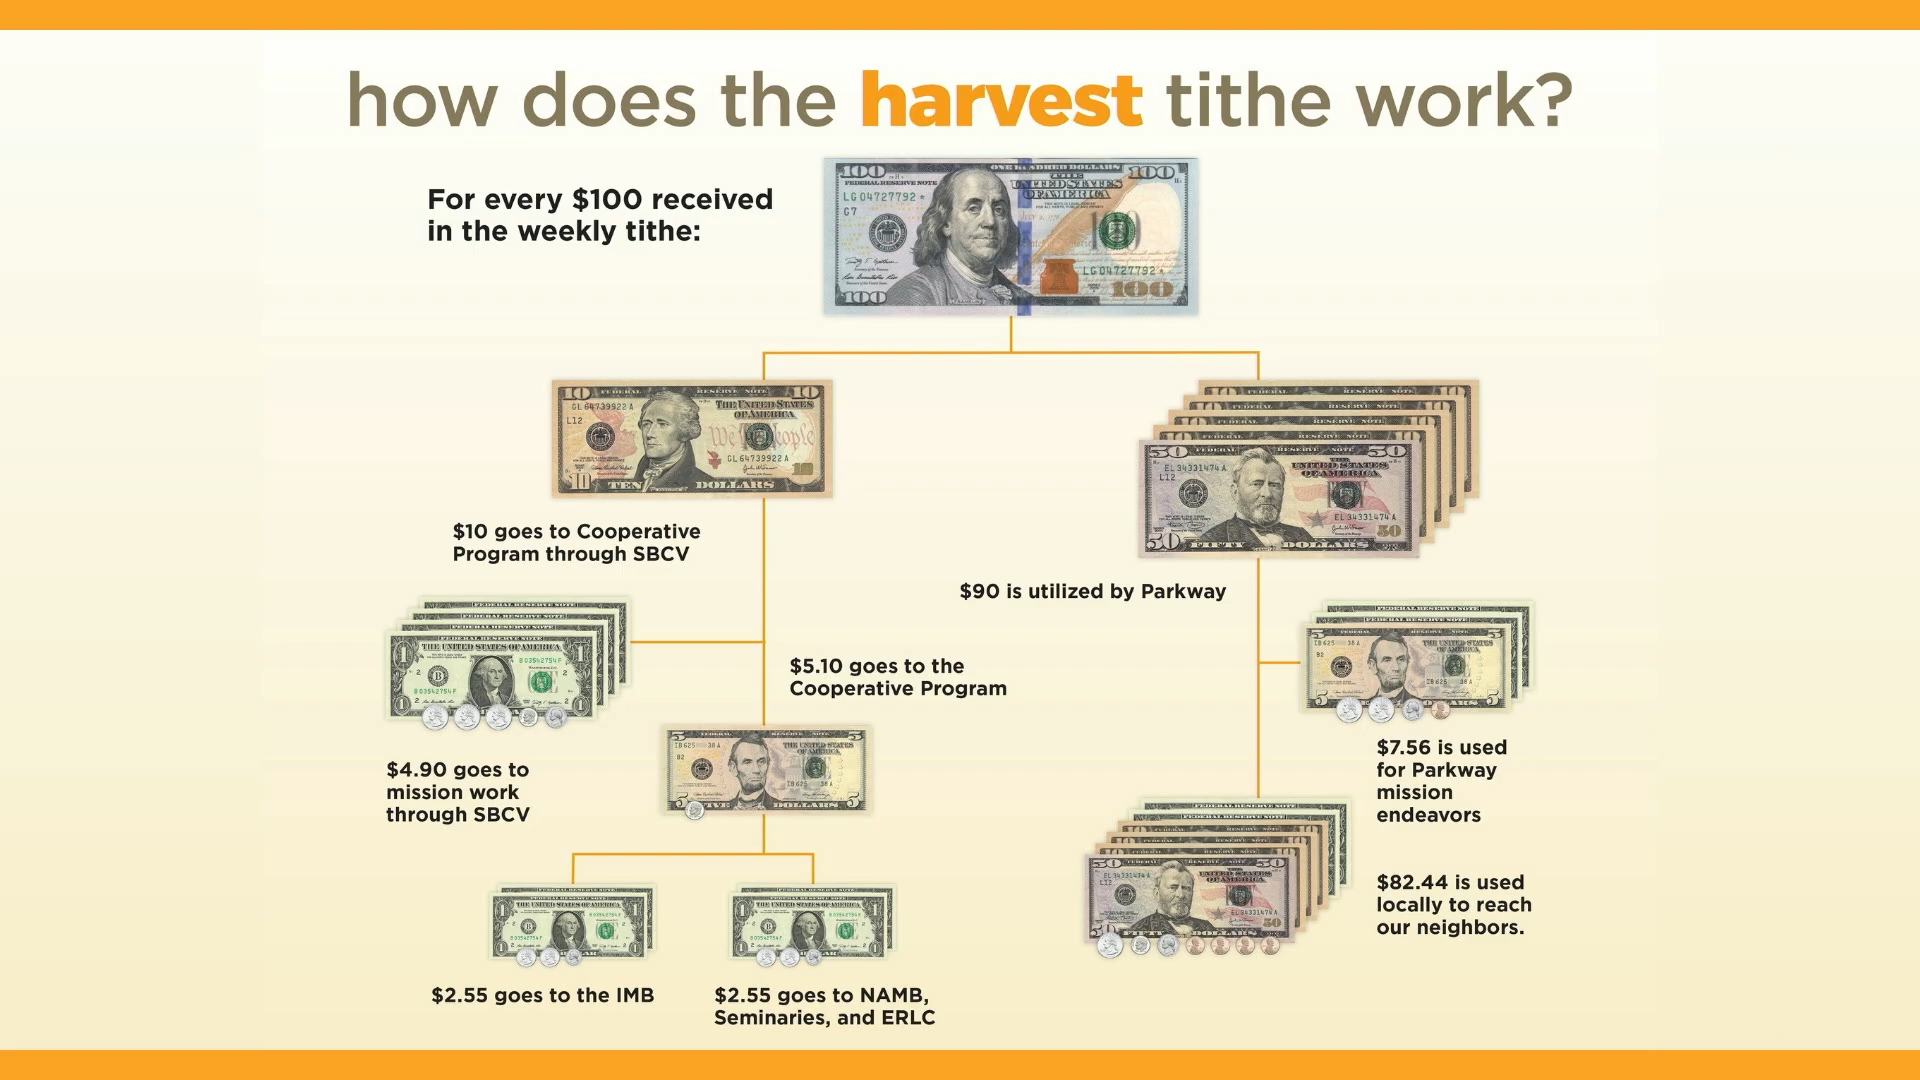 how does the harvest tithe work?
For every $100 received
in the weekly tithe:
$10 goes to Cooperative
Program through SBCV
$90 is utilized by Parkway
$5.10 goes to the
Cooperative Program
$4.90 goes to
mission work
through SBCV
$7.56 is used
for Parkway
mission
endeavors
$82.44 is used
locally to reach
our neighbors.
$2.55 goes to the IMB
$2.55 goes to NAMB,
Seminaries, and ERLC